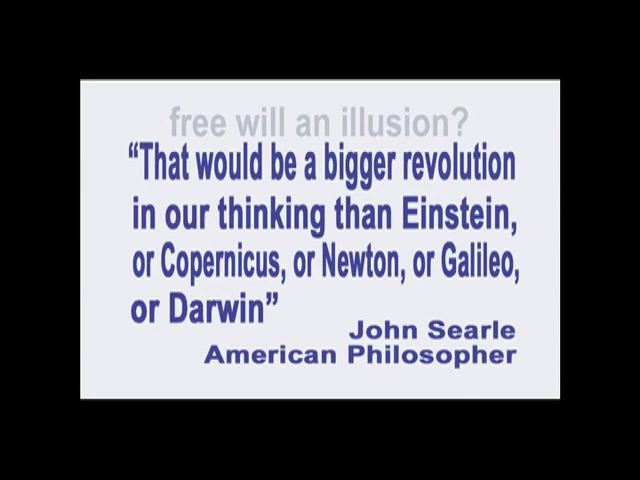 free will an illusion?
“That would be a bigger revolution
in our thinking than Einstein,
or Copernicus, or Newton, or Galileo,
or Darwin”
John Searle
American Philosopher